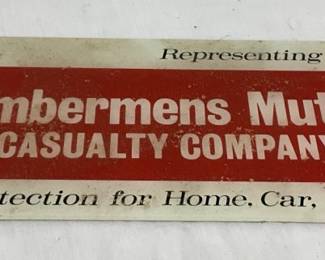 Representing
mbermens Mut
CASUALTY COMPANY
tection for Home. Car,